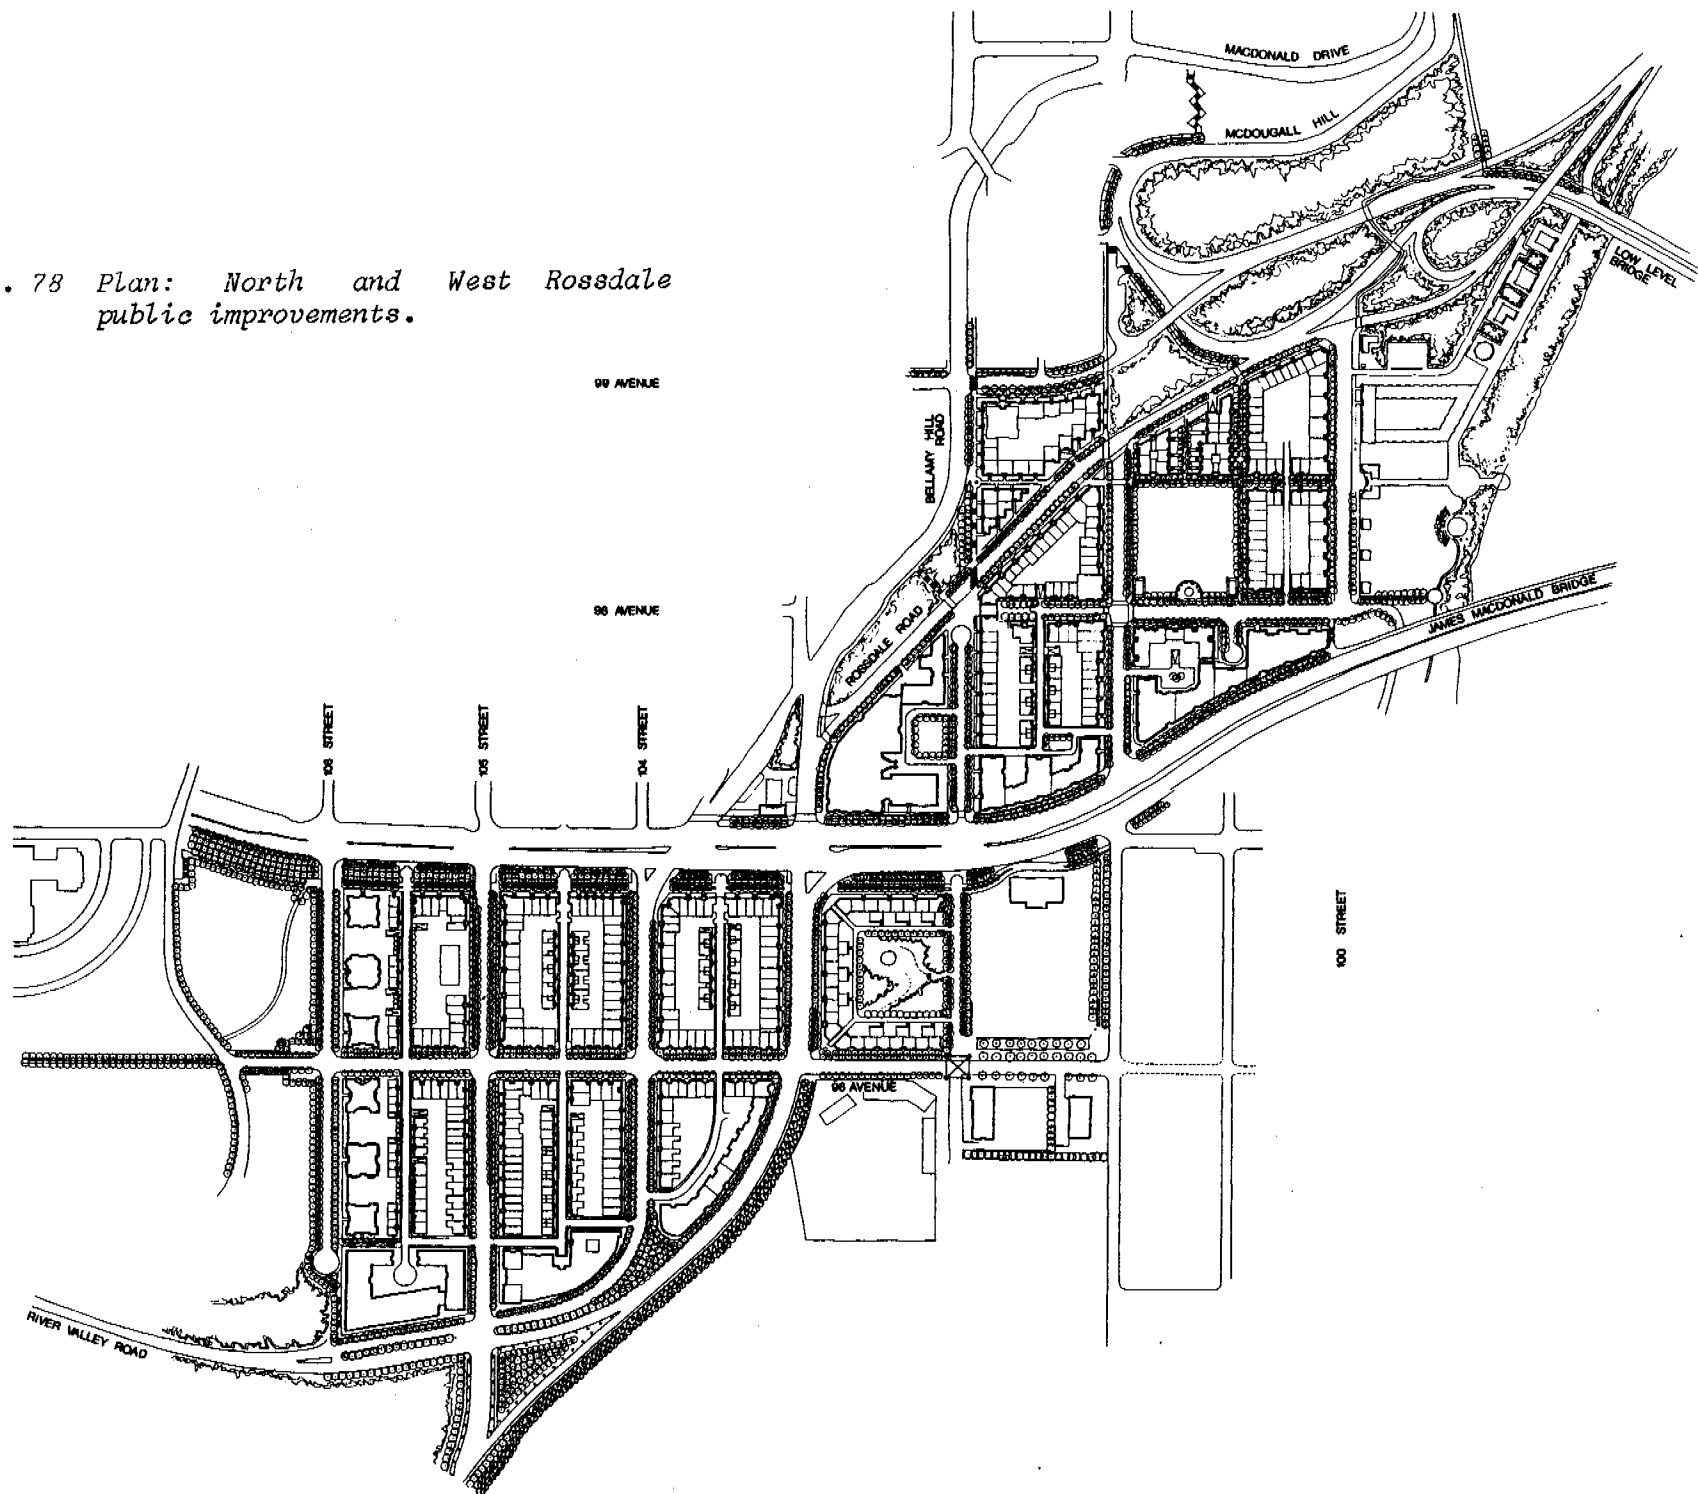 MACDONALD DRIVE
MCDOUGALL HILL
LOW LEVEL
BRIDGE
. 78 Plan: North and West Rossdale
public improvements.
99 AVENUE
BELLAMY HILL
ROAD
98 AVENUE
ROSSDALE ROAD
JAMES MACDONALD BRIDGE
106 STREET
105 STREET
104 STREET
100 STREET
96 AVENUE
RIVER VALLEY ROAD